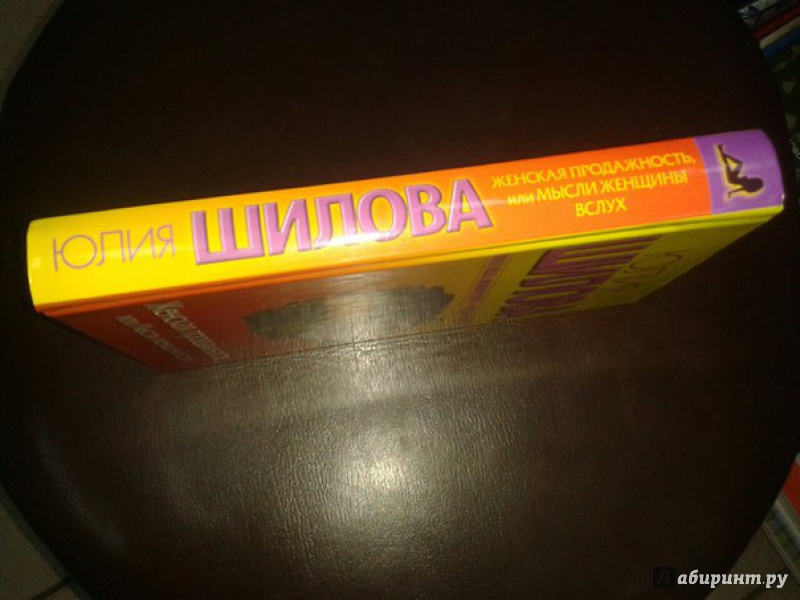 ЮЛИЯ
ШИЛОВА
ЖЕНСКАЯ ПРОДАЖНОСТЬ,
ИЛИ МЫСЛИ ЖЕНЩИНЫ
ВСЛУХ
Лабиринт.ру